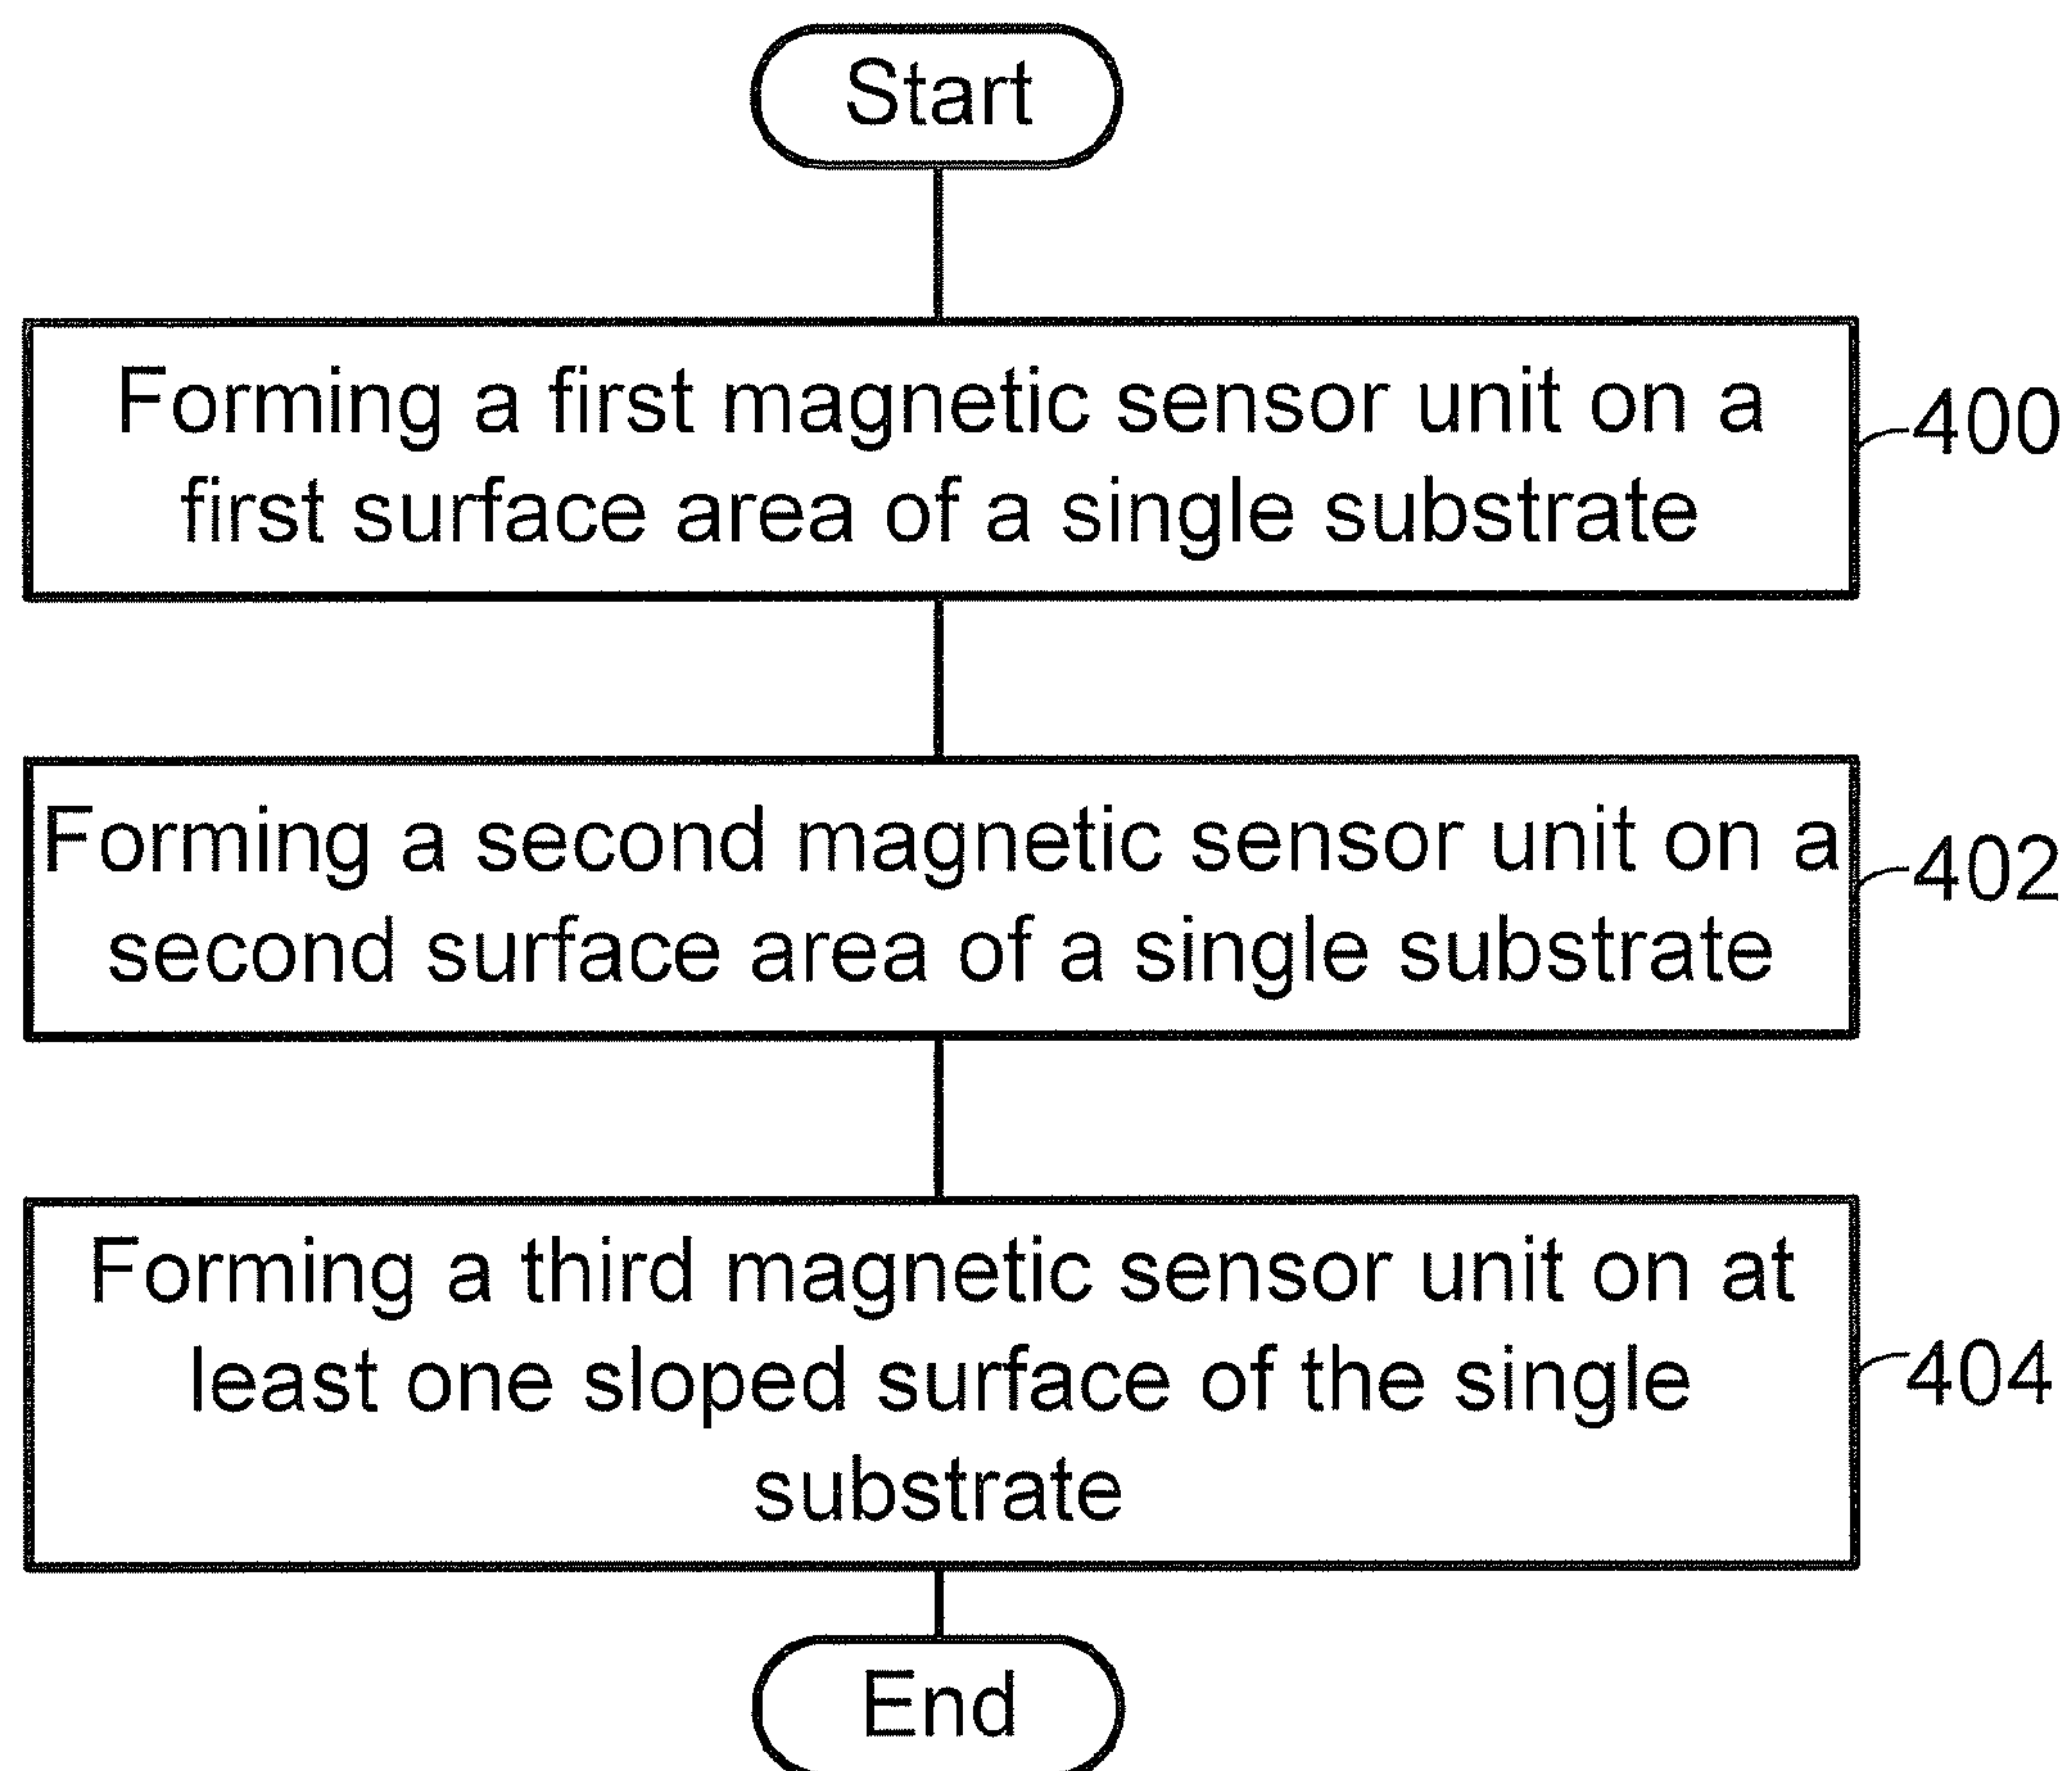 Start
Forming a first magnetic sensor unit on a
first surface area of a single substrate
400
Forming a second magnetic sensor unit on a
second surface area of a single substrate
402
Forming a third magnetic sensor unit on at
least one sloped surface of the single
substrate
404
End